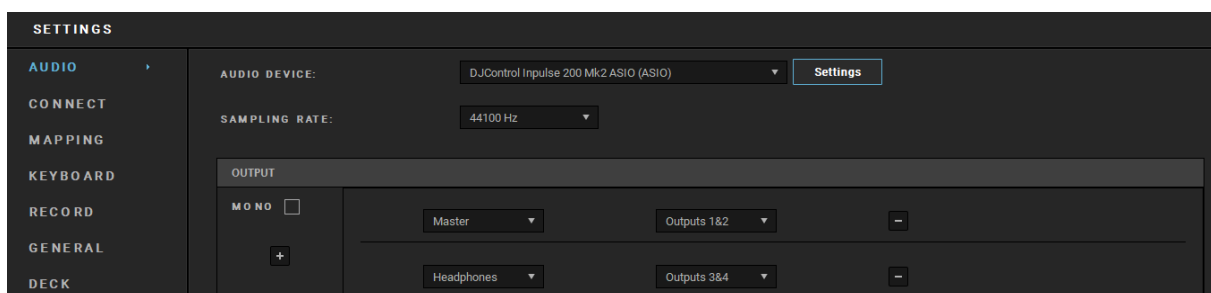 SETTINGS
AUDIO
CONNECT
MAPPING
KEYBOARD
RECORD
GENERAL
DECK
AUDIO DEVICE: DJControl Inpulse 200 Mk2 ASIO (ASIO) Settings
SAMPLING RATE: 44100 Hz
OUTPUT
MONO
+
Master Outputs 1&2 −
Headphones Outputs 3&4 −